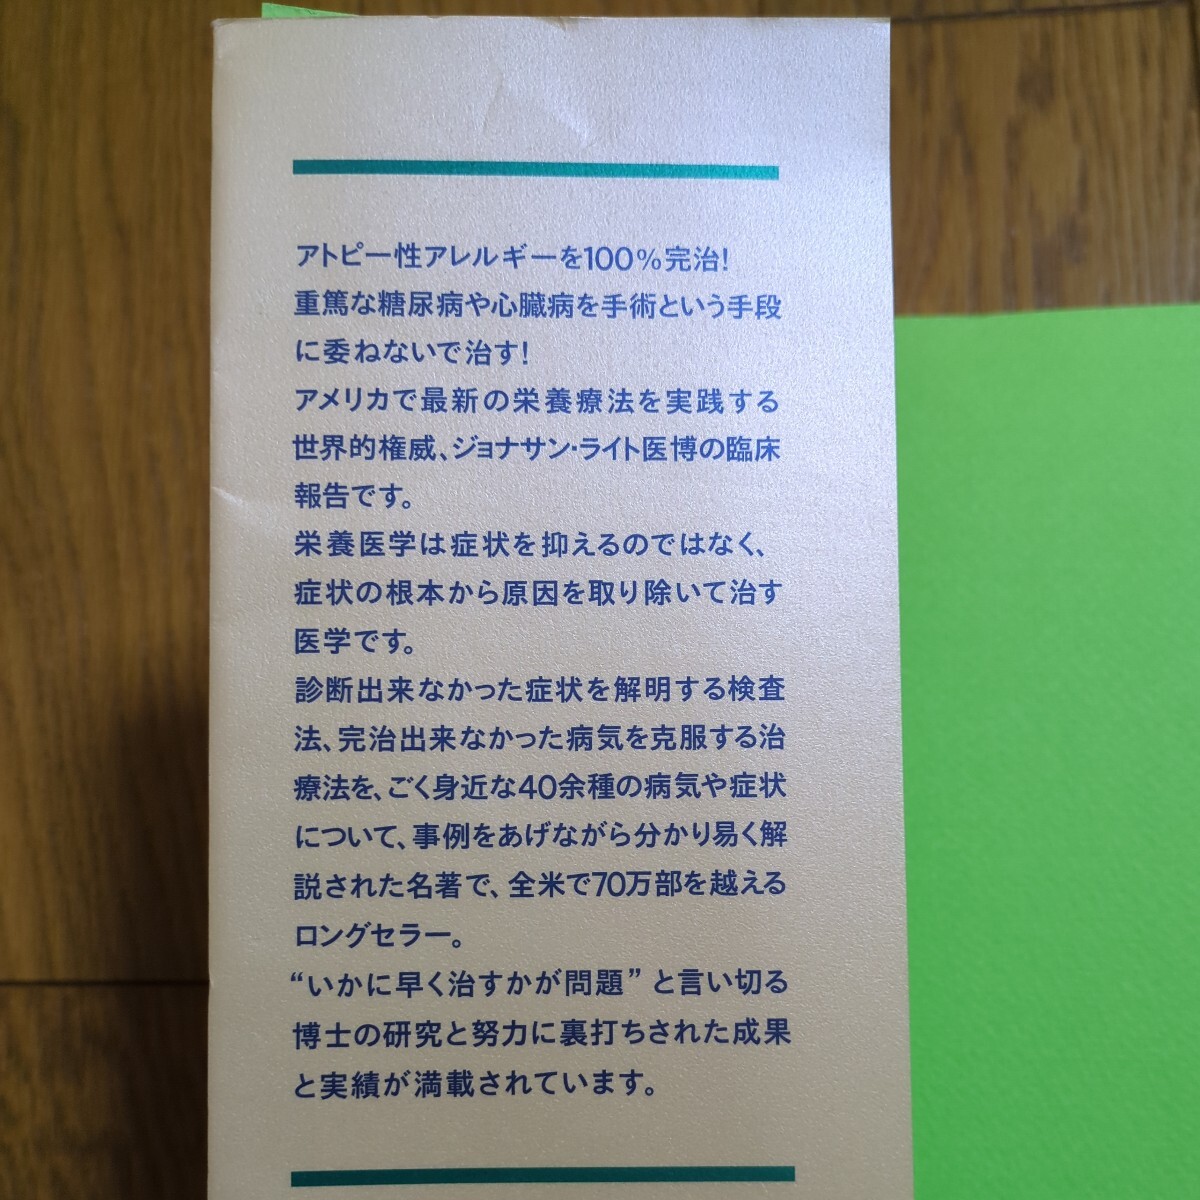 アトピー性アレルギーを100%完治!
重篤な糖尿病や心臓病を手術という手段
に委ねないで治す!
アメリカで最新の栄養療法を実践する
世界的権威、ジョナサン・ライト医博の臨床
報告です。
栄養医学は症状を抑えるのではなく、
症状の根本から原因を取り除いて治す
医学です。
診断出来なかった症状を解明する検査
法、完治出来なかった病気を克服する治
療法を、ごく身近な40余種の病気や症状
について、事例をあげながら分かり易く解
説された名著で、全米で70万部を越える
ロングセラー。
“いかに早く治すかが問題”と言い切る
博士の研究と努力に裏打ちされた成果
と実績が満載されています。